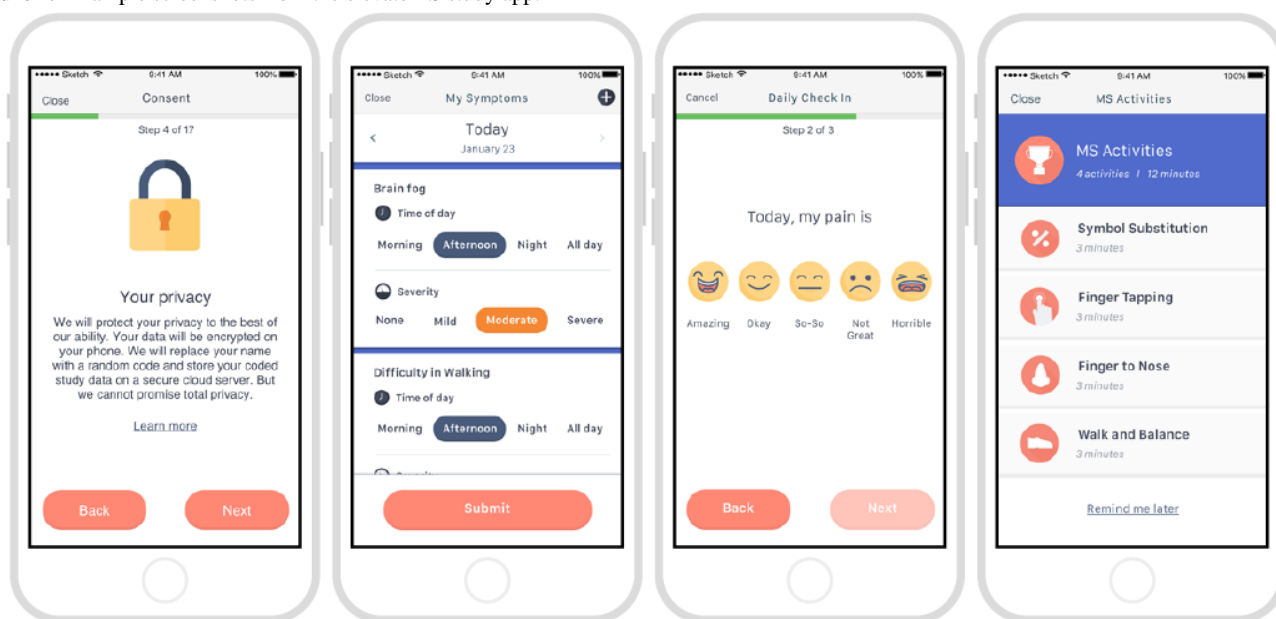 Sketch 9:41 AM 100%
Close Consent
Step 4 of 17
Your privacy
We will protect your privacy to the best of
our ability. Your data will be encrypted on
your phone. We will replace your name
with a random code and store your coded
study data on a secure cloud server. But
we cannot promise total privacy.
Learn more
Back Next
Sketch 9:41 AM 100%
Close My Symptoms
Today
January 23
Brain fog
Time of day
Morning Afternoon Night All day
Severity
None Mild Moderate Severe
Difficulty in Walking
Time of day
Morning Afternoon Night All day
Submit
Sketch 9:41 AM 100%
Cancel Daily Check In
Step 2 of 3
Today, my pain is
Amazing Okay So-So Not Great Horrible
Back Next
Sketch 9:41 AM 100%
Close MS Activities
MS Activities
4 activities | 12 minutes
Symbol Substitution
3 minutes
Finger Tapping
3 minutes
Finger to Nose
3 minutes
Walk and Balance
3 minutes
Remind me later